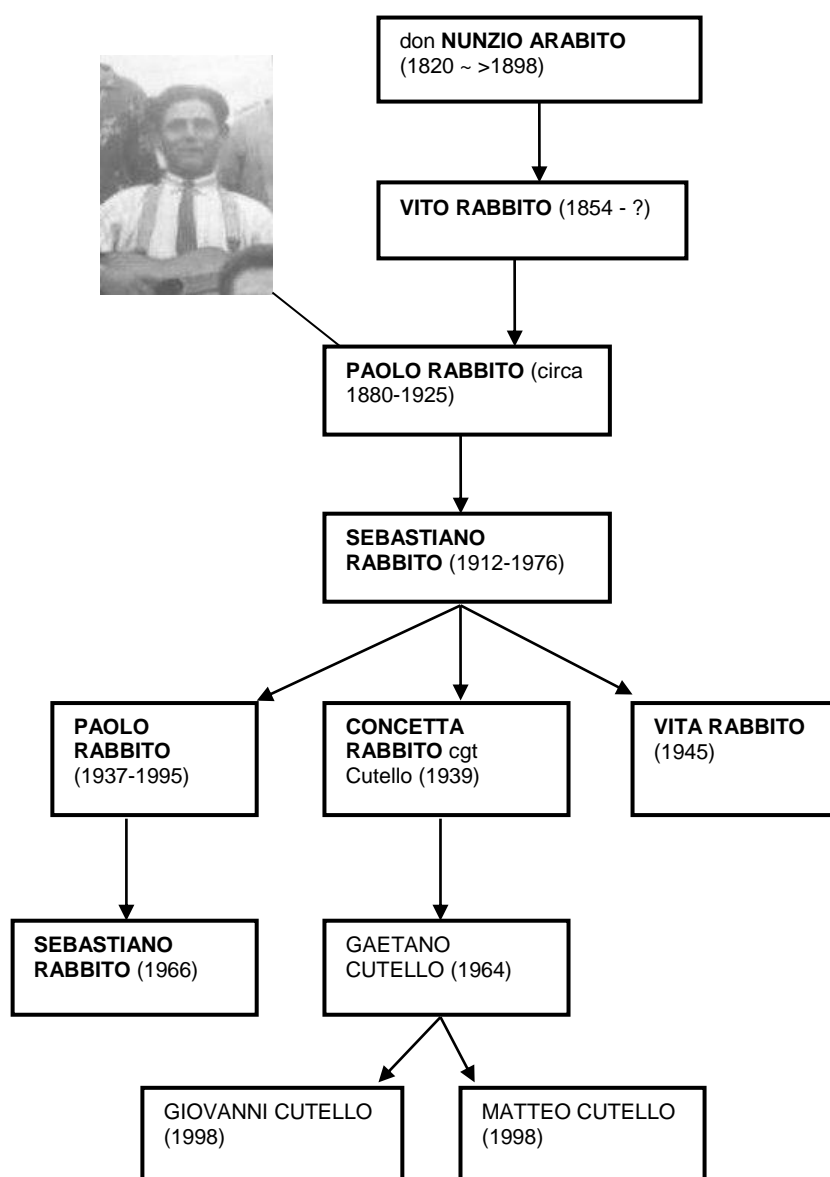 don NUNZIO ARABITO
(1820 ~ >1898)
VITO RABBITO (1854 - ?)
PAOLO RABBITO (circa
1880-1925)
SEBASTIANO
RABBITO (1912-1976)
PAOLO
RABBITO
(1937-1995)
CONCETTA
RABBITO cgt
Cutello (1939)
VITA RABBITO
(1945)
SEBASTIANO
RABBITO (1966)
GAETANO
CUTELLO (1964)
GIOVANNI CUTELLO
(1998)
MATTEO CUTELLO
(1998)